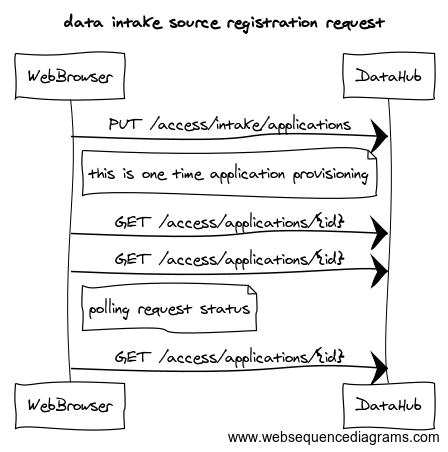 data intake source registration request
WebBrowser DataHub
PUT /access/intake/applications
this is one time application provisioning
GET /access/applications/{id}
GET /access/applications/{id}
polling request status
GET /access/applications/{id}
WebBrowser DataHub
www.websequencediagrams.com